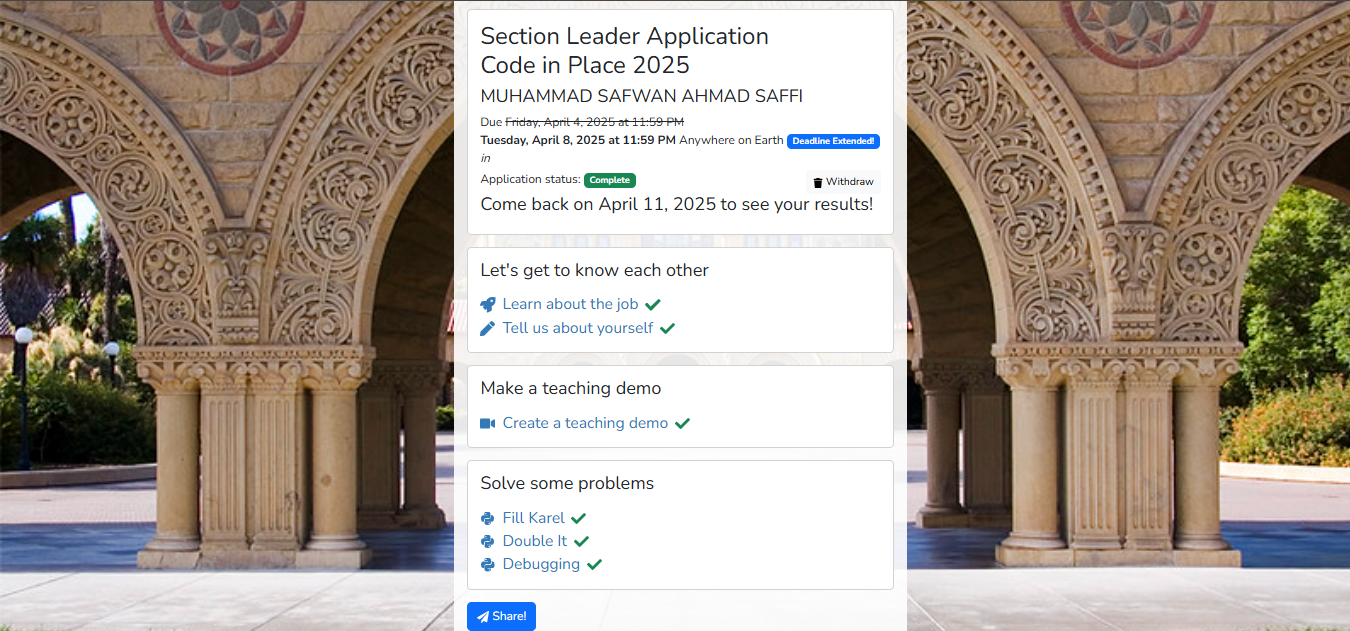 Section Leader Application
Code in Place 2025
MUHAMMAD SAFWAN AHMAD SAFFI
Due Friday, April 4, 2025 at 11:59 PM
Tuesday, April 8, 2025 at 11:59 PM Anywhere on Earth Deadline Extended!
in
Application status: Complete
Withdraw
Come back on April 11, 2025 to see your results!
Let's get to know each other
Learn about the job
Tell us about yourself
Make a teaching demo
Create a teaching demo
Solve some problems
Fill Karel
Double It
Debugging
Share!